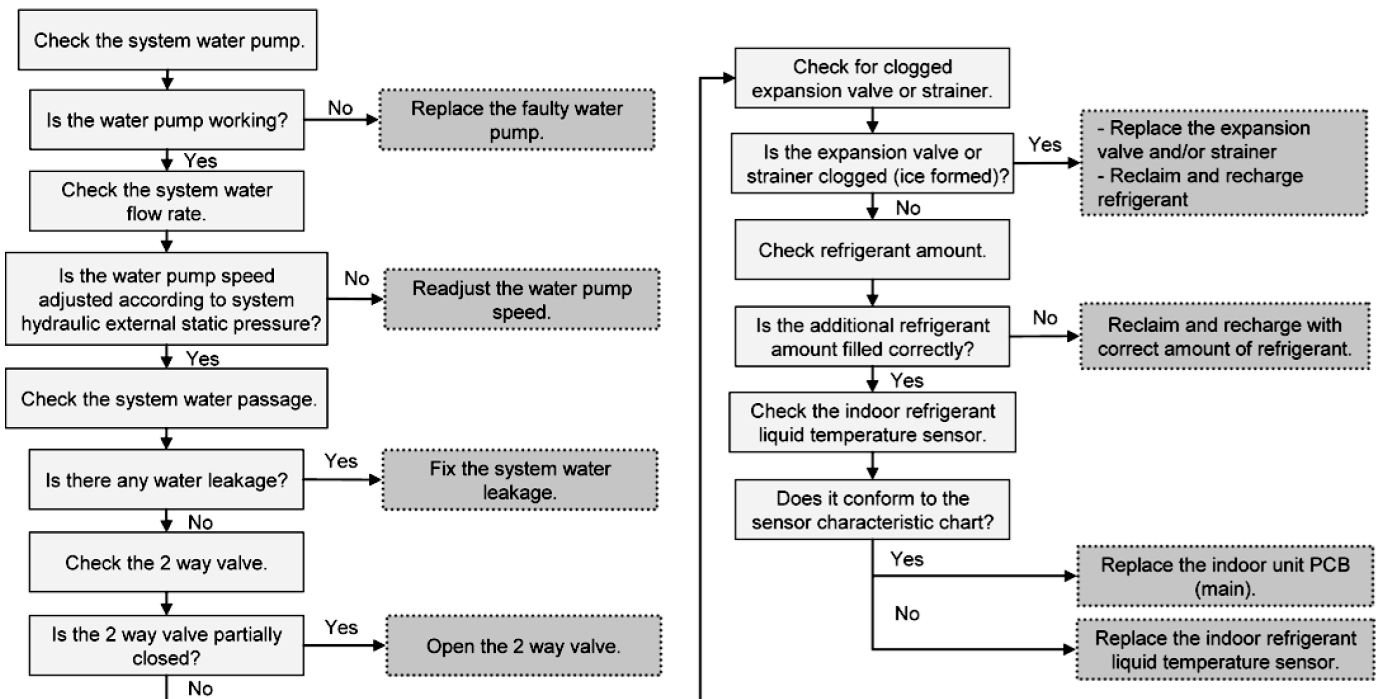 Check the system water pump.
Is the water pump working?
No
Replace the faulty water
pump.
Yes
Check the system water
flow rate.
Is the water pump speed
adjusted according to system
hydraulic external static pressure?
No
Readjust the water pump
speed.
Yes
Check the system water passage.
Is there any water leakage?
Yes
Fix the system water
leakage.
No
Check the 2 way valve.
Is the 2 way valve partially
closed?
Yes
Open the 2 way valve.
No
Check for clogged
expansion valve or strainer.
Is the expansion valve or
strainer clogged (ice formed)?
Yes
- Replace the expansion
valve and/or strainer
- Reclaim and recharge
refrigerant
No
Check refrigerant amount.
Is the additional refrigerant
amount filled correctly?
No
Reclaim and recharge with
correct amount of refrigerant.
Yes
Check the indoor refrigerant
liquid temperature sensor.
Does it conform to the
sensor characteristic chart?
Yes
Replace the indoor unit PCB
(main).
No
Replace the indoor refrigerant
liquid temperature sensor.